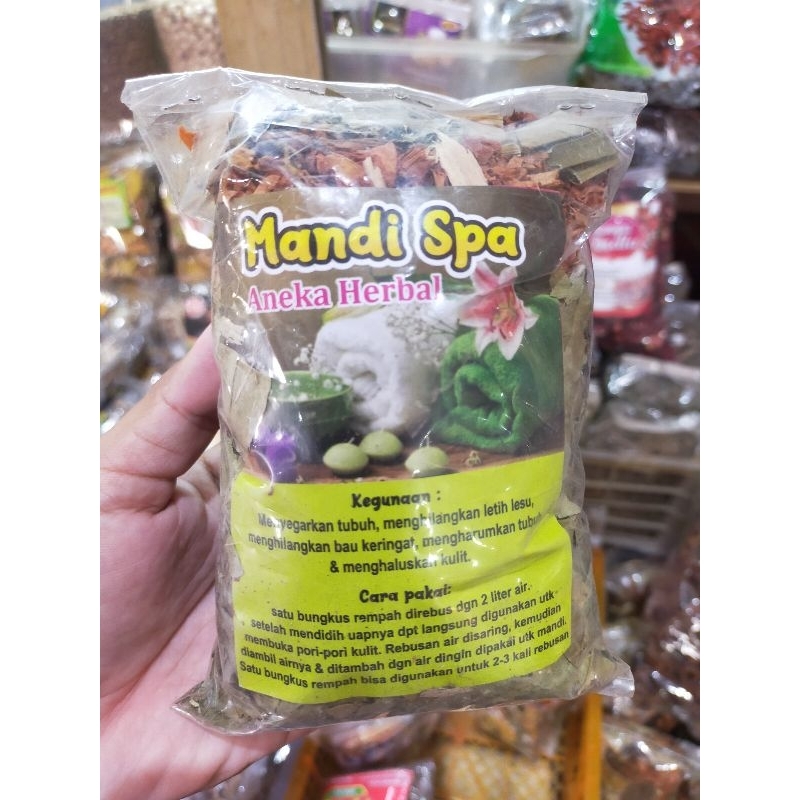 Mandi Spa
Aneka Herbal
Kegunaan :
Menyegarkan tubuh, menghilangkan letih lesu,
menghilangkan bau keringat, mengharumkan tubuh
& menghaluskan kulit.
Cara pakai:
satu bungkus rempah direbus dgn 2 liter air.
setelah mendidih uapnya dpt langsung digunakan utk
membuka pori-pori kulit. Rebusan air disaring, kemudian
diambil airnya & ditambah dgn air dingin dipakai utk mandi.
Satu bungkus rempah bisa digunakan untuk 2-3 kali rebusan